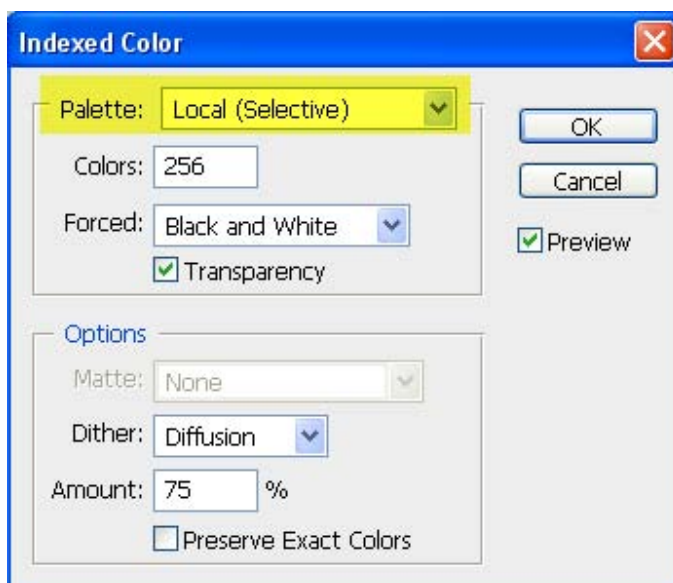 Indexed Color
Palette: Local (Selective)
OK
Colors: 256
Cancel
Forced: Black and White
Preview
Transparency
Options
Matte: None
Dither: Diffusion
Amount: 75 %
Preserve Exact Colors